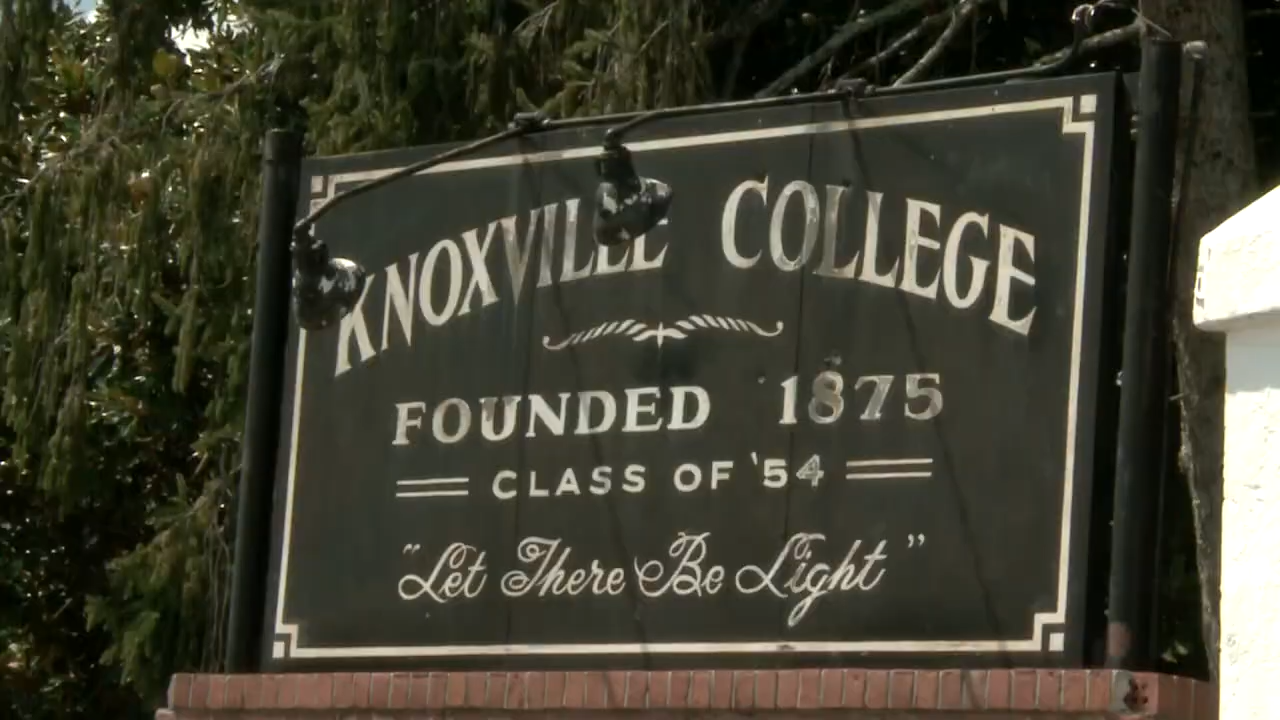 KNOXVILLE COLLEGE
FOUNDED 1875
CLASS OF '54
"Let There Be Light"